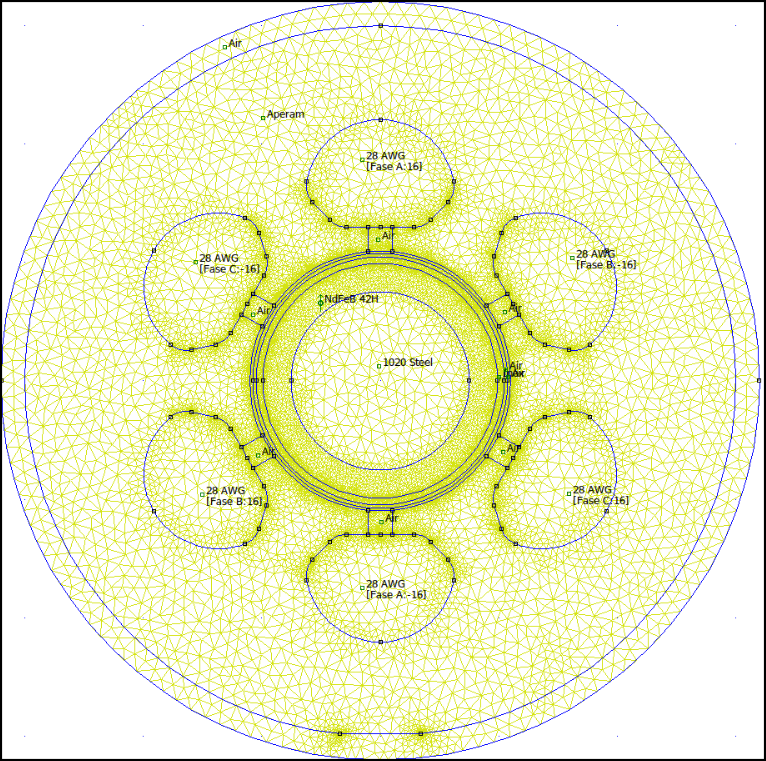 Air
Aperam
28 AWG
[Fase A:16]
Air
28 AWG
[Fase C:-16]
28 AWG
[Fase B:-16]
NdFeB 42H
Air
Air
1020 Steel
Air
Air
Air
28 AWG
[Fase B:16]
28 AWG
[Fase C:16]
Air
28 AWG
[Fase A:-16]